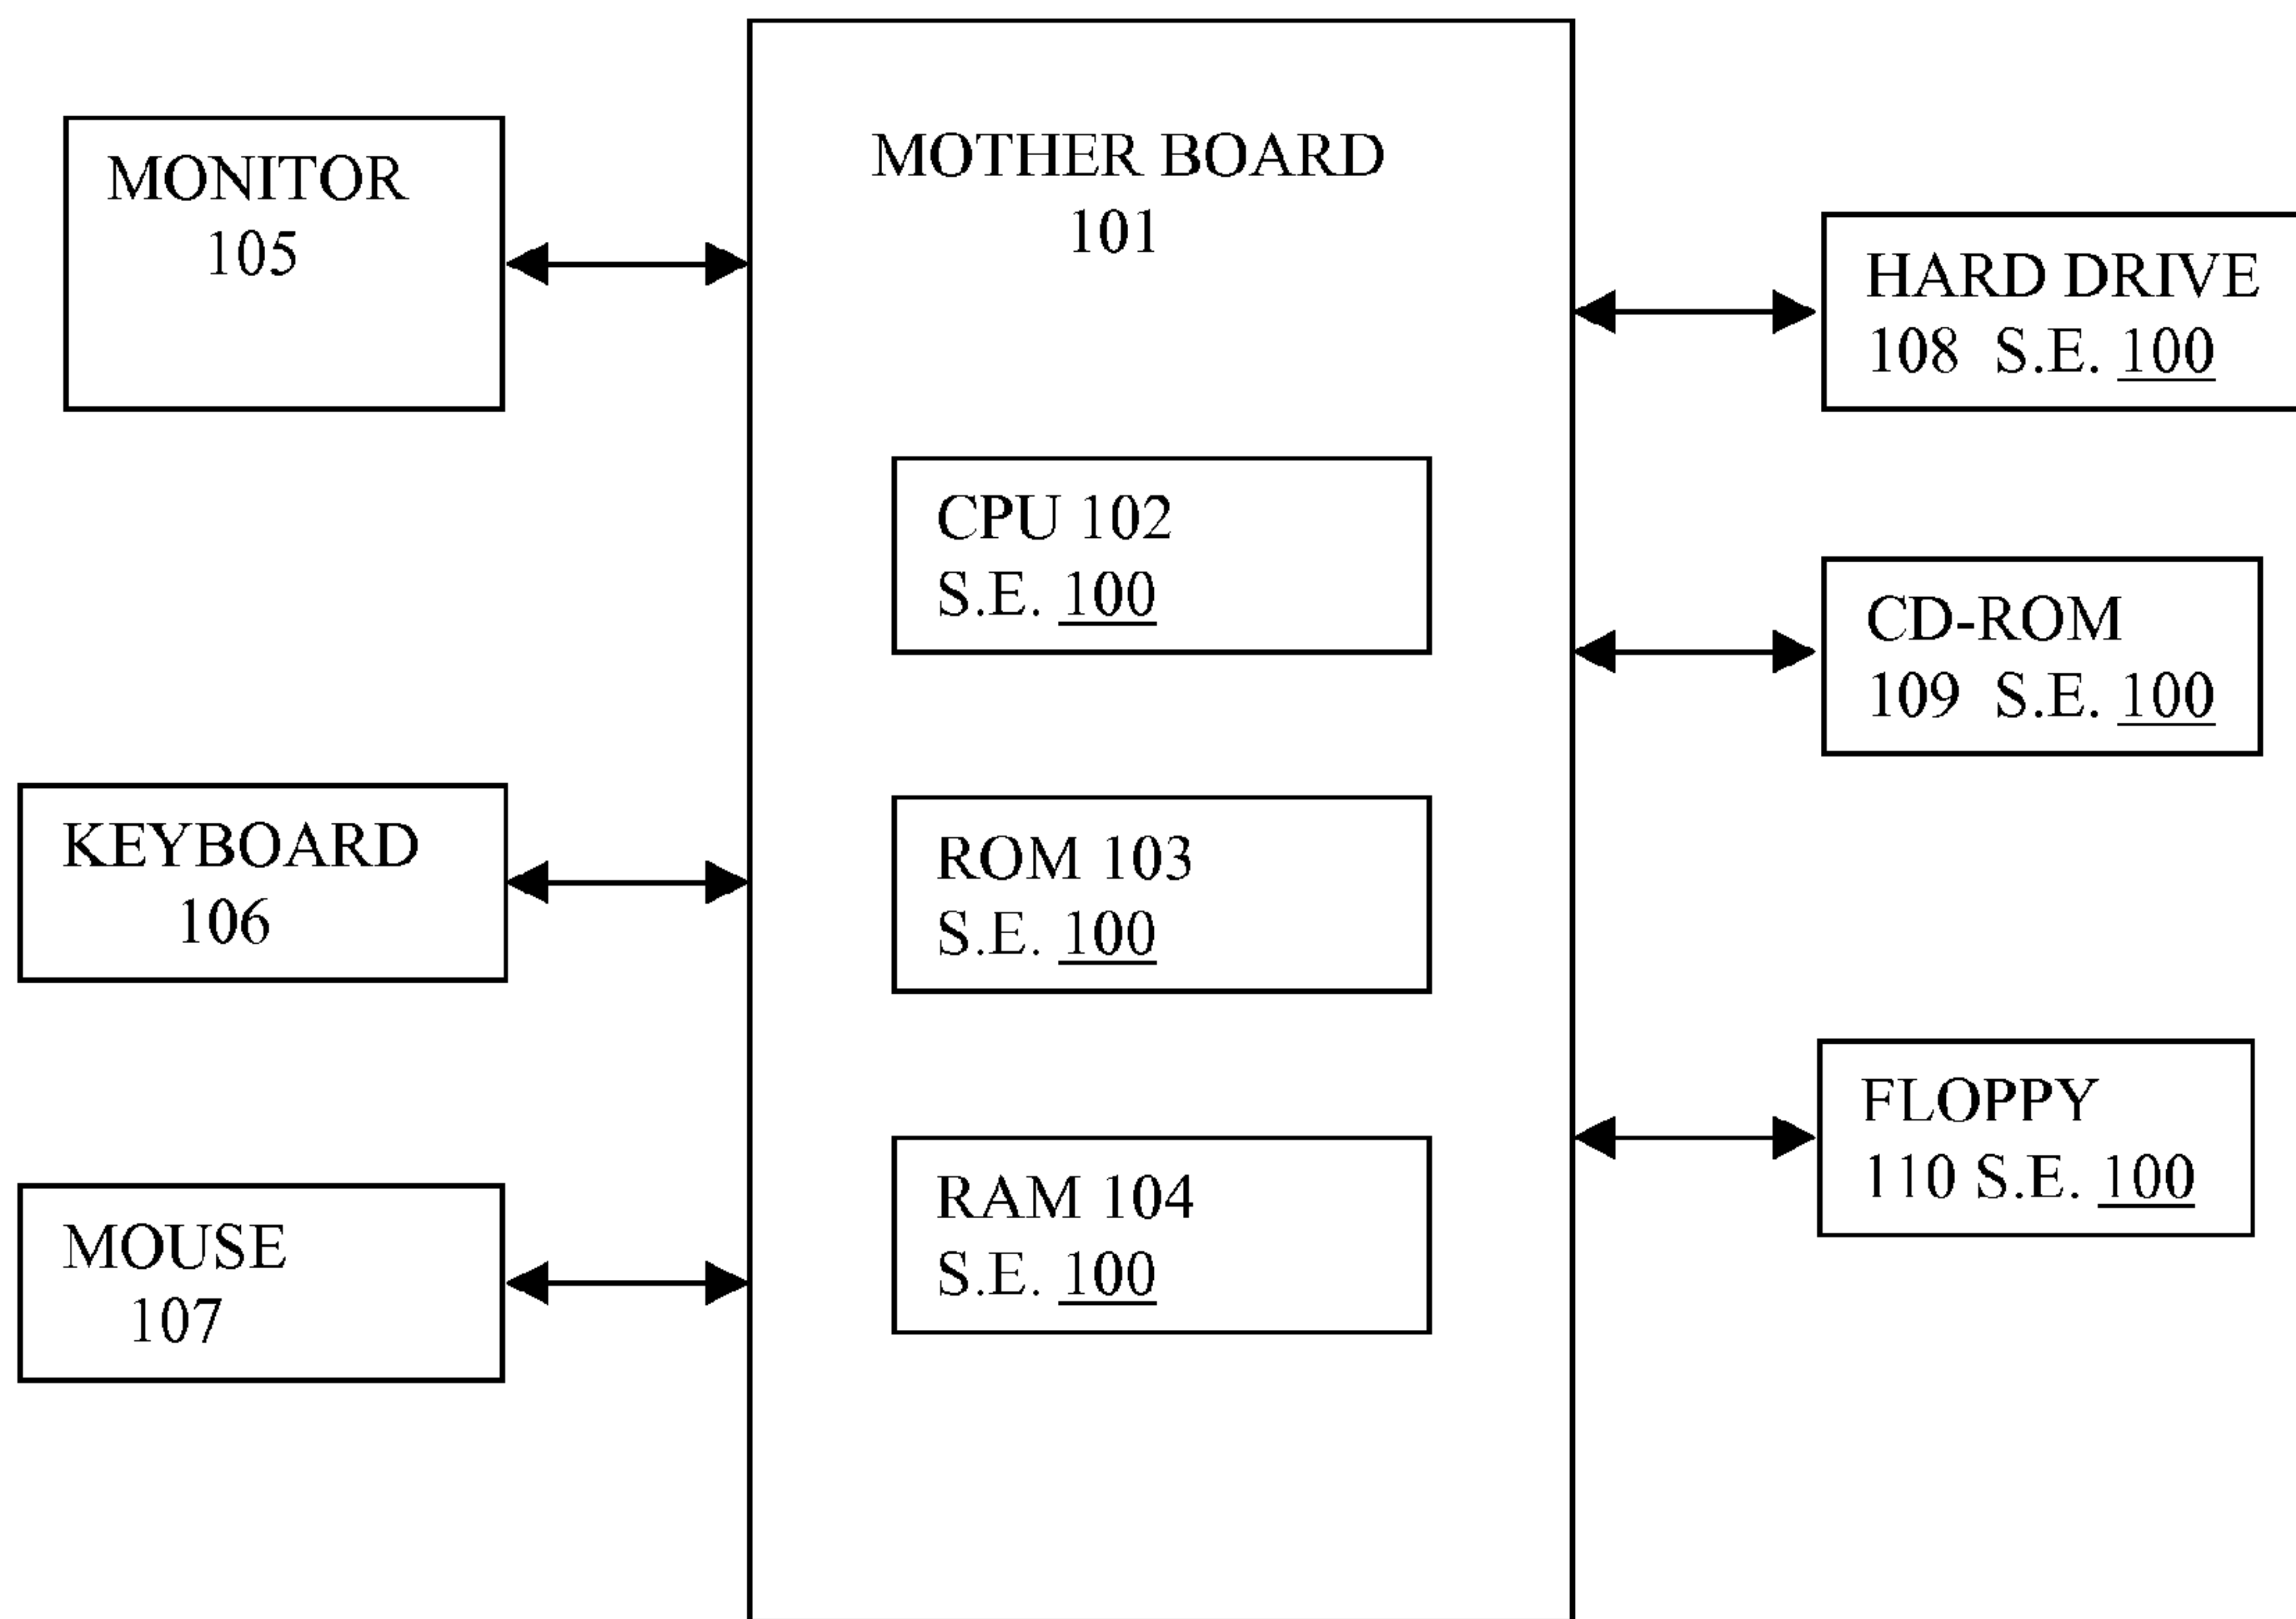 MONITOR
105
KEYBOARD
106
MOUSE
107
MOTHER BOARD
101
CPU 102
S.E. 100
ROM 103
S.E. 100
RAM 104
S.E. 100
HARD DRIVE
108 S.E. 100
CD-ROM
109 S.E. 100
FLOPPY
110 S.E. 100